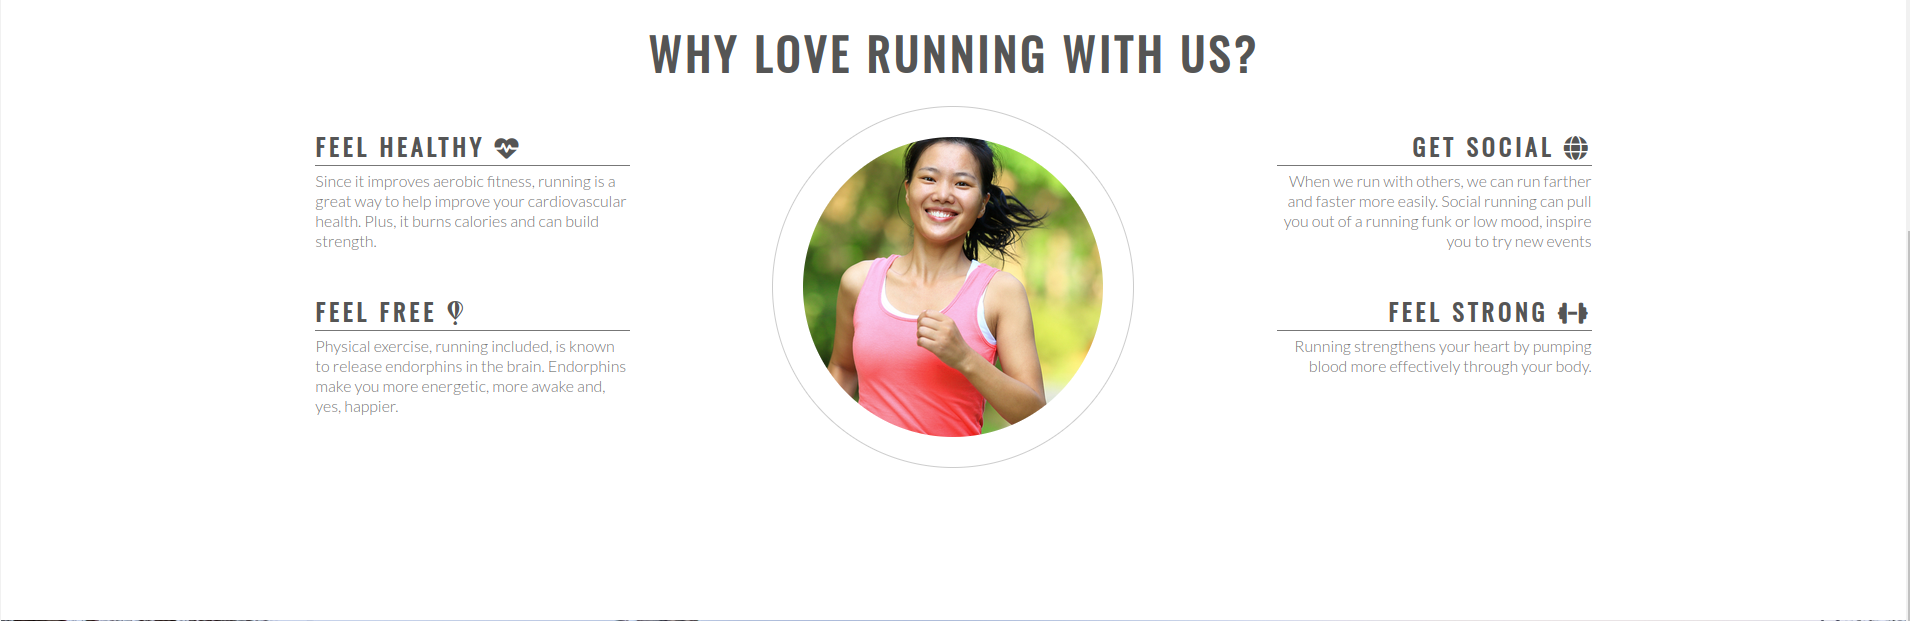 WHY LOVE RUNNING WITH US?
FEEL HEALTHY
Since it improves aerobic fitness, running is a
great way to help improve your cardiovascular
health. Plus, it burns calories and can build
strength.
FEEL FREE
Physical exercise, running included, is known
to release endorphins in the brain. Endorphins
make you more energetic, more awake and,
yes, happier.
GET SOCIAL
When we run with others, we can run farther
and faster more easily. Social running can pull
you out of a running funk or low mood, inspire
you to try new events
FEEL STRONG
Running strengthens your heart by pumping
blood more effectively through your body.